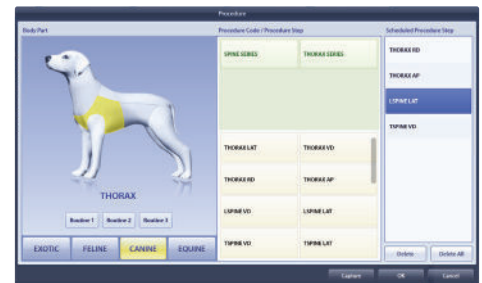 Procedure
Body Part
Procedure Code / Procedure Step
Scheduled Procedure Step
SPINE SERIES
THORAX SERIES
THORAX LAT
THORAX VD
THORAX RD
THORAX AP
LSPINE VD
LSPINE LAT
TSPINE VD
TSPINE LAT
THORAX RD
THORAX AP
LSPINE LAT
TSPINE VD
THORAX
Routine 1
Routine 2
Routine 3
EXOTIC
FELINE
CANINE
EQUINE
Delete
Delete All
Capture
OK
Cancel